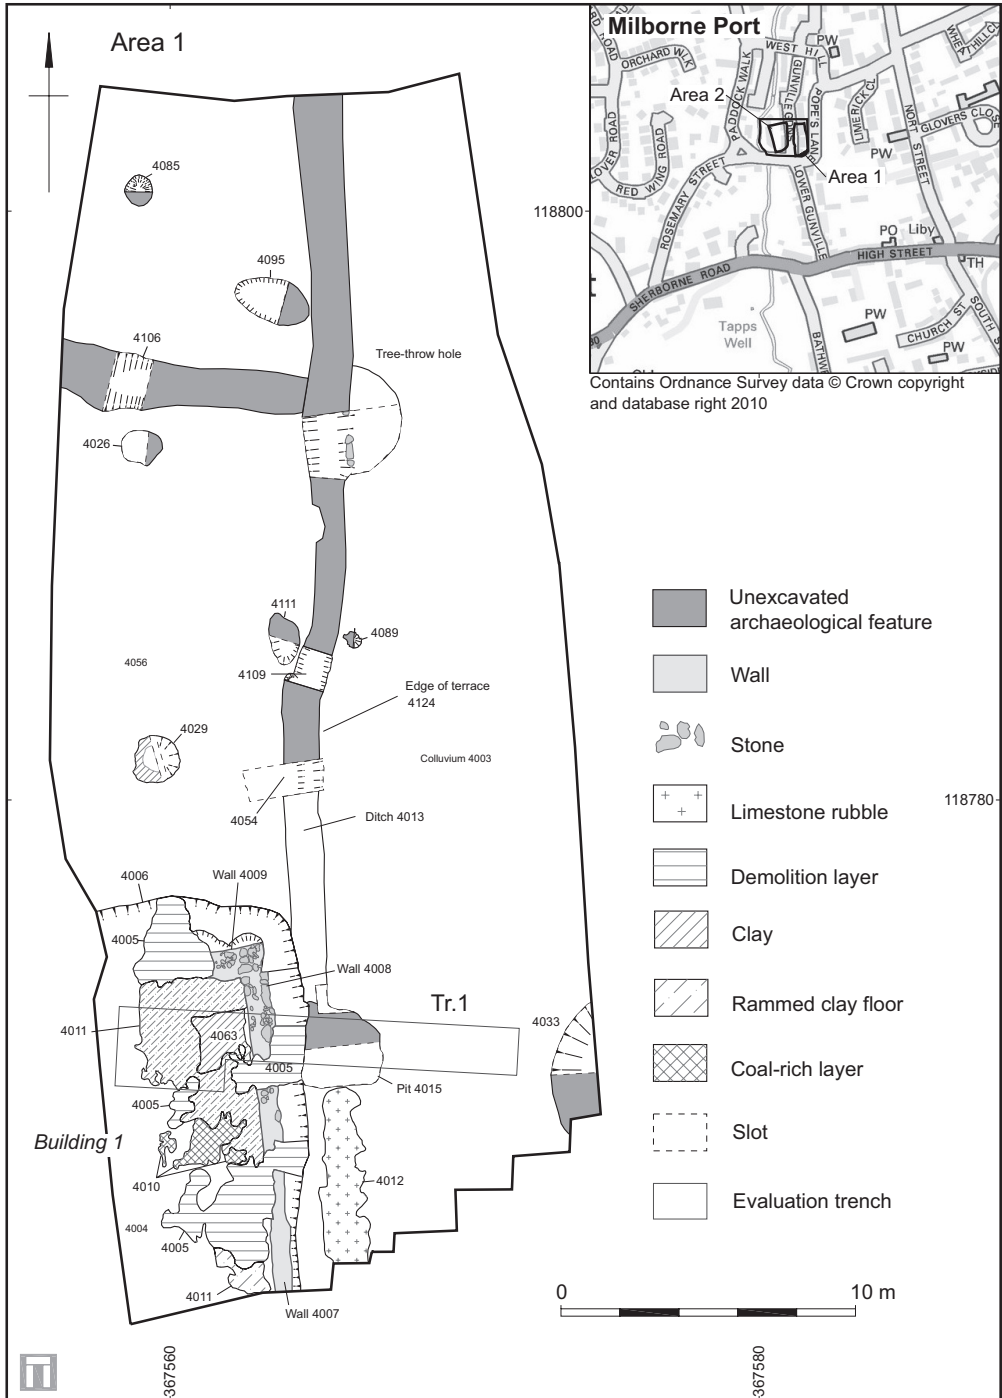 Area 1
4085
4095
4106
Tree-throw hole
4026
4111
4089
4109
4056
Edge of terrace
4124
4029
Colluvium 4003
4054
Ditch 4013
4006
Wall 4009
4005
Wall 4008
Tr.1
4011
4063
4005
4033
Pit 4015
4005
Building 1
4010
4012
4004
4005
4011
Wall 4007
118800
118780
367560
367580
Milborne Port
PW
WEST HILL
ORCHARD WLK
PADDOCK WALK
GUNVILLE GDNS
POPE'S LANE
LIMERICK CL
NORT STREET
GLOVERS CLOSE
Area 2
PW
Area 1
RED WING ROAD
ROSEMARY STREET
LOWER GUNVILLE
PO
Liby
HIGH STREET
TH
SHERBORNE ROAD
Tapps
Well
PW
CHURCH ST
SOUTH S
PW
BATHWE
Contains Ordnance Survey data © Crown copyright
and database right 2010
Unexcavated
archaeological feature
Wall
Stone
Limestone rubble
Demolition layer
Clay
Rammed clay floor
Coal-rich layer
Slot
Evaluation trench
0
10 m